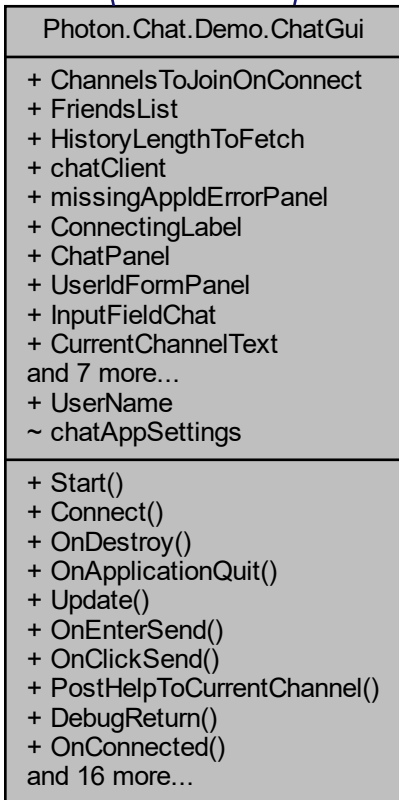 Photon.Chat.Demo.ChatGui
+ ChannelsToJoinOnConnect
+ FriendsList
+ HistoryLengthToFetch
+ chatClient
+ missingAppIdErrorPanel
+ ConnectingLabel
+ ChatPanel
+ UserIdFormPanel
+ InputFieldChat
+ CurrentChannelText
and 7 more...
+ UserName
~ chatAppSettings
+ Start()
+ Connect()
+ OnDestroy()
+ OnApplicationQuit()
+ Update()
+ OnEnterSend()
+ OnClickSend()
+ PostHelpToCurrentChannel()
+ DebugReturn()
+ OnConnected()
and 16 more...